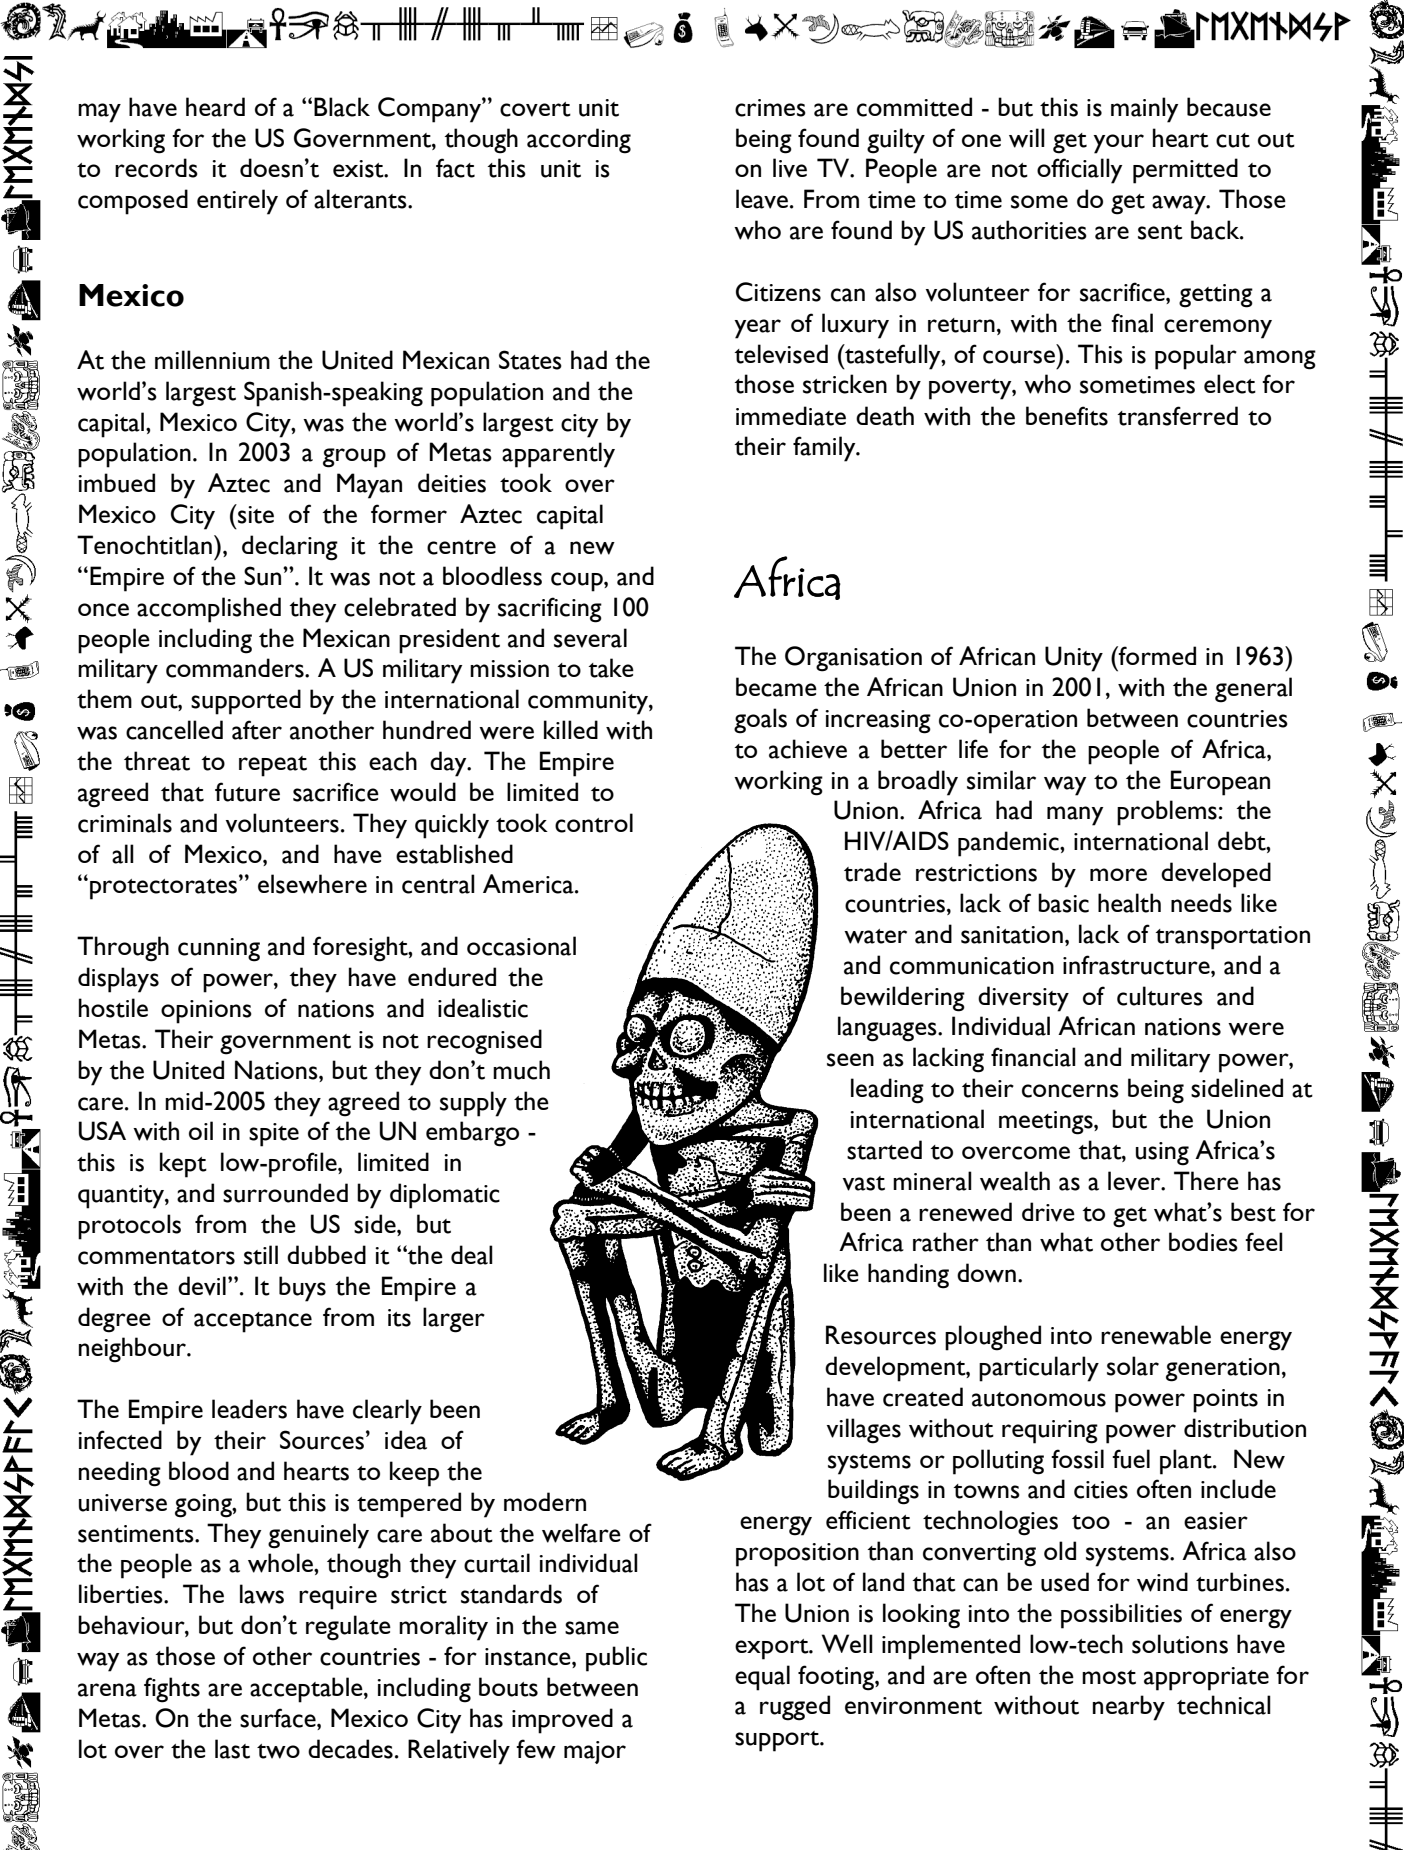 may have heard of a “Black Company” covert unit
working for the US Government, though according
to records it doesn’t exist. In fact this unit is
composed entirely of alterants.
Mexico
At the millennium the United Mexican States had the
world’s largest Spanish-speaking population and the
capital, Mexico City, was the world’s largest city by
population. In 2003 a group of Metas apparently
imbued by Aztec and Mayan deities took over
Mexico City (site of the former Aztec capital
Tenochtitlan), declaring it the centre of a new
“Empire of the Sun”. It was not a bloodless coup, and
once accomplished they celebrated by sacrificing 100
people including the Mexican president and several
military commanders. A US military mission to take
them out, supported by the international community,
was cancelled after another hundred were killed with
the threat to repeat this each day. The Empire
agreed that future sacrifice would be limited to
criminals and volunteers. They quickly took control
of all of Mexico, and have established
“protectorates” elsewhere in central America.
Through cunning and foresight, and occasional
displays of power, they have endured the
hostile opinions of nations and idealistic
Metas. Their government is not recognised
by the United Nations, but they don’t much
care. In mid-2005 they agreed to supply the
USA with oil in spite of the UN embargo -
this is kept low-profile, limited in
quantity, and surrounded by diplomatic
protocols from the US side, but
commentators still dubbed it “the deal
with the devil”. It buys the Empire a
degree of acceptance from its larger
neighbour.
The Empire leaders have clearly been
infected by their Sources’ idea of
needing blood and hearts to keep the
universe going, but this is tempered by modern
sentiments. They genuinely care about the welfare of
the people as a whole, though they curtail individual
liberties. The laws require strict standards of
behaviour, but don’t regulate morality in the same
way as those of other countries - for instance, public
arena fights are acceptable, including bouts between
Metas. On the surface, Mexico City has improved a
lot over the last two decades. Relatively few major
crimes are committed - but this is mainly because
being found guilty of one will get your heart cut out
on live TV. People are not officially permitted to
leave. From time to time some do get away. Those
who are found by US authorities are sent back.
Citizens can also volunteer for sacrifice, getting a
year of luxury in return, with the final ceremony
televised (tastefully, of course). This is popular among
those stricken by poverty, who sometimes elect for
immediate death with the benefits transferred to
their family.
Africa
The Organisation of African Unity (formed in 1963)
became the African Union in 2001, with the general
goals of increasing co-operation between countries
to achieve a better life for the people of Africa,
working in a broadly similar way to the European
Union. Africa had many problems: the
HIV/AIDS pandemic, international debt,
trade restrictions by more developed
countries, lack of basic health needs like
water and sanitation, lack of transportation
and communication infrastructure, and a
bewildering diversity of cultures and
languages. Individual African nations were
seen as lacking financial and military power,
leading to their concerns being sidelined at
international meetings, but the Union
started to overcome that, using Africa’s
vast mineral wealth as a lever. There has
been a renewed drive to get what’s best for
Africa rather than what other bodies feel
like handing down.
Resources ploughed into renewable energy
development, particularly solar generation,
have created autonomous power points in
villages without requiring power distribution
systems or polluting fossil fuel plant. New
buildings in towns and cities often include
energy efficient technologies too - an easier
proposition than converting old systems. Africa also
has a lot of land that can be used for wind turbines.
The Union is looking into the possibilities of energy
export. Well implemented low-tech solutions have
equal footing, and are often the most appropriate for
a rugged environment without nearby technical
support.